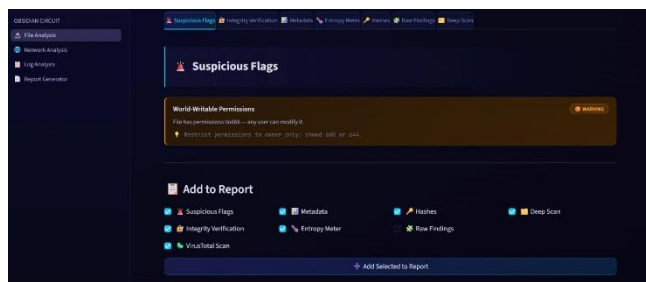 OBSIDIAN CIRCUIT
File Analysis
Network Analysis
Log Analysis
Report Generator
Suspicious Flags Integrity Verification Metadata Entropy Meter Hashes Raw Findings Deep Scan
Suspicious Flags
World-Writable Permissions
WARNING
File has permissions 0o666 — any user can modify it.
Restrict permissions to owner only: chmod 600 or 644.
Add to Report
Suspicious Flags Metadata Hashes Deep Scan
Integrity Verification Entropy Meter Raw Findings
VirusTotal Scan
Add Selected to Report